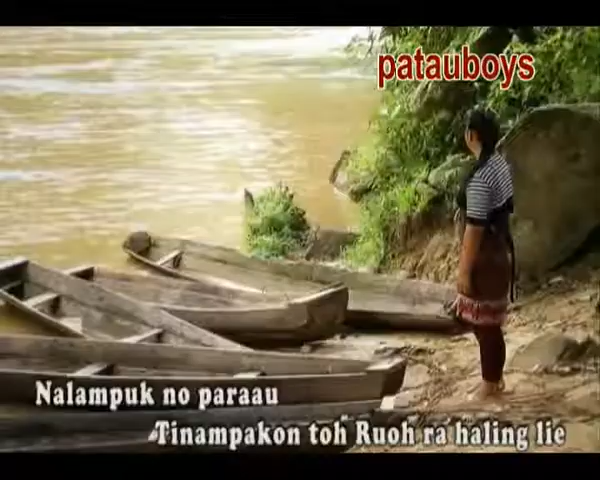 patauboys
Nalampuk no paraau
Tinampakon toh Ruoh ra haling lie